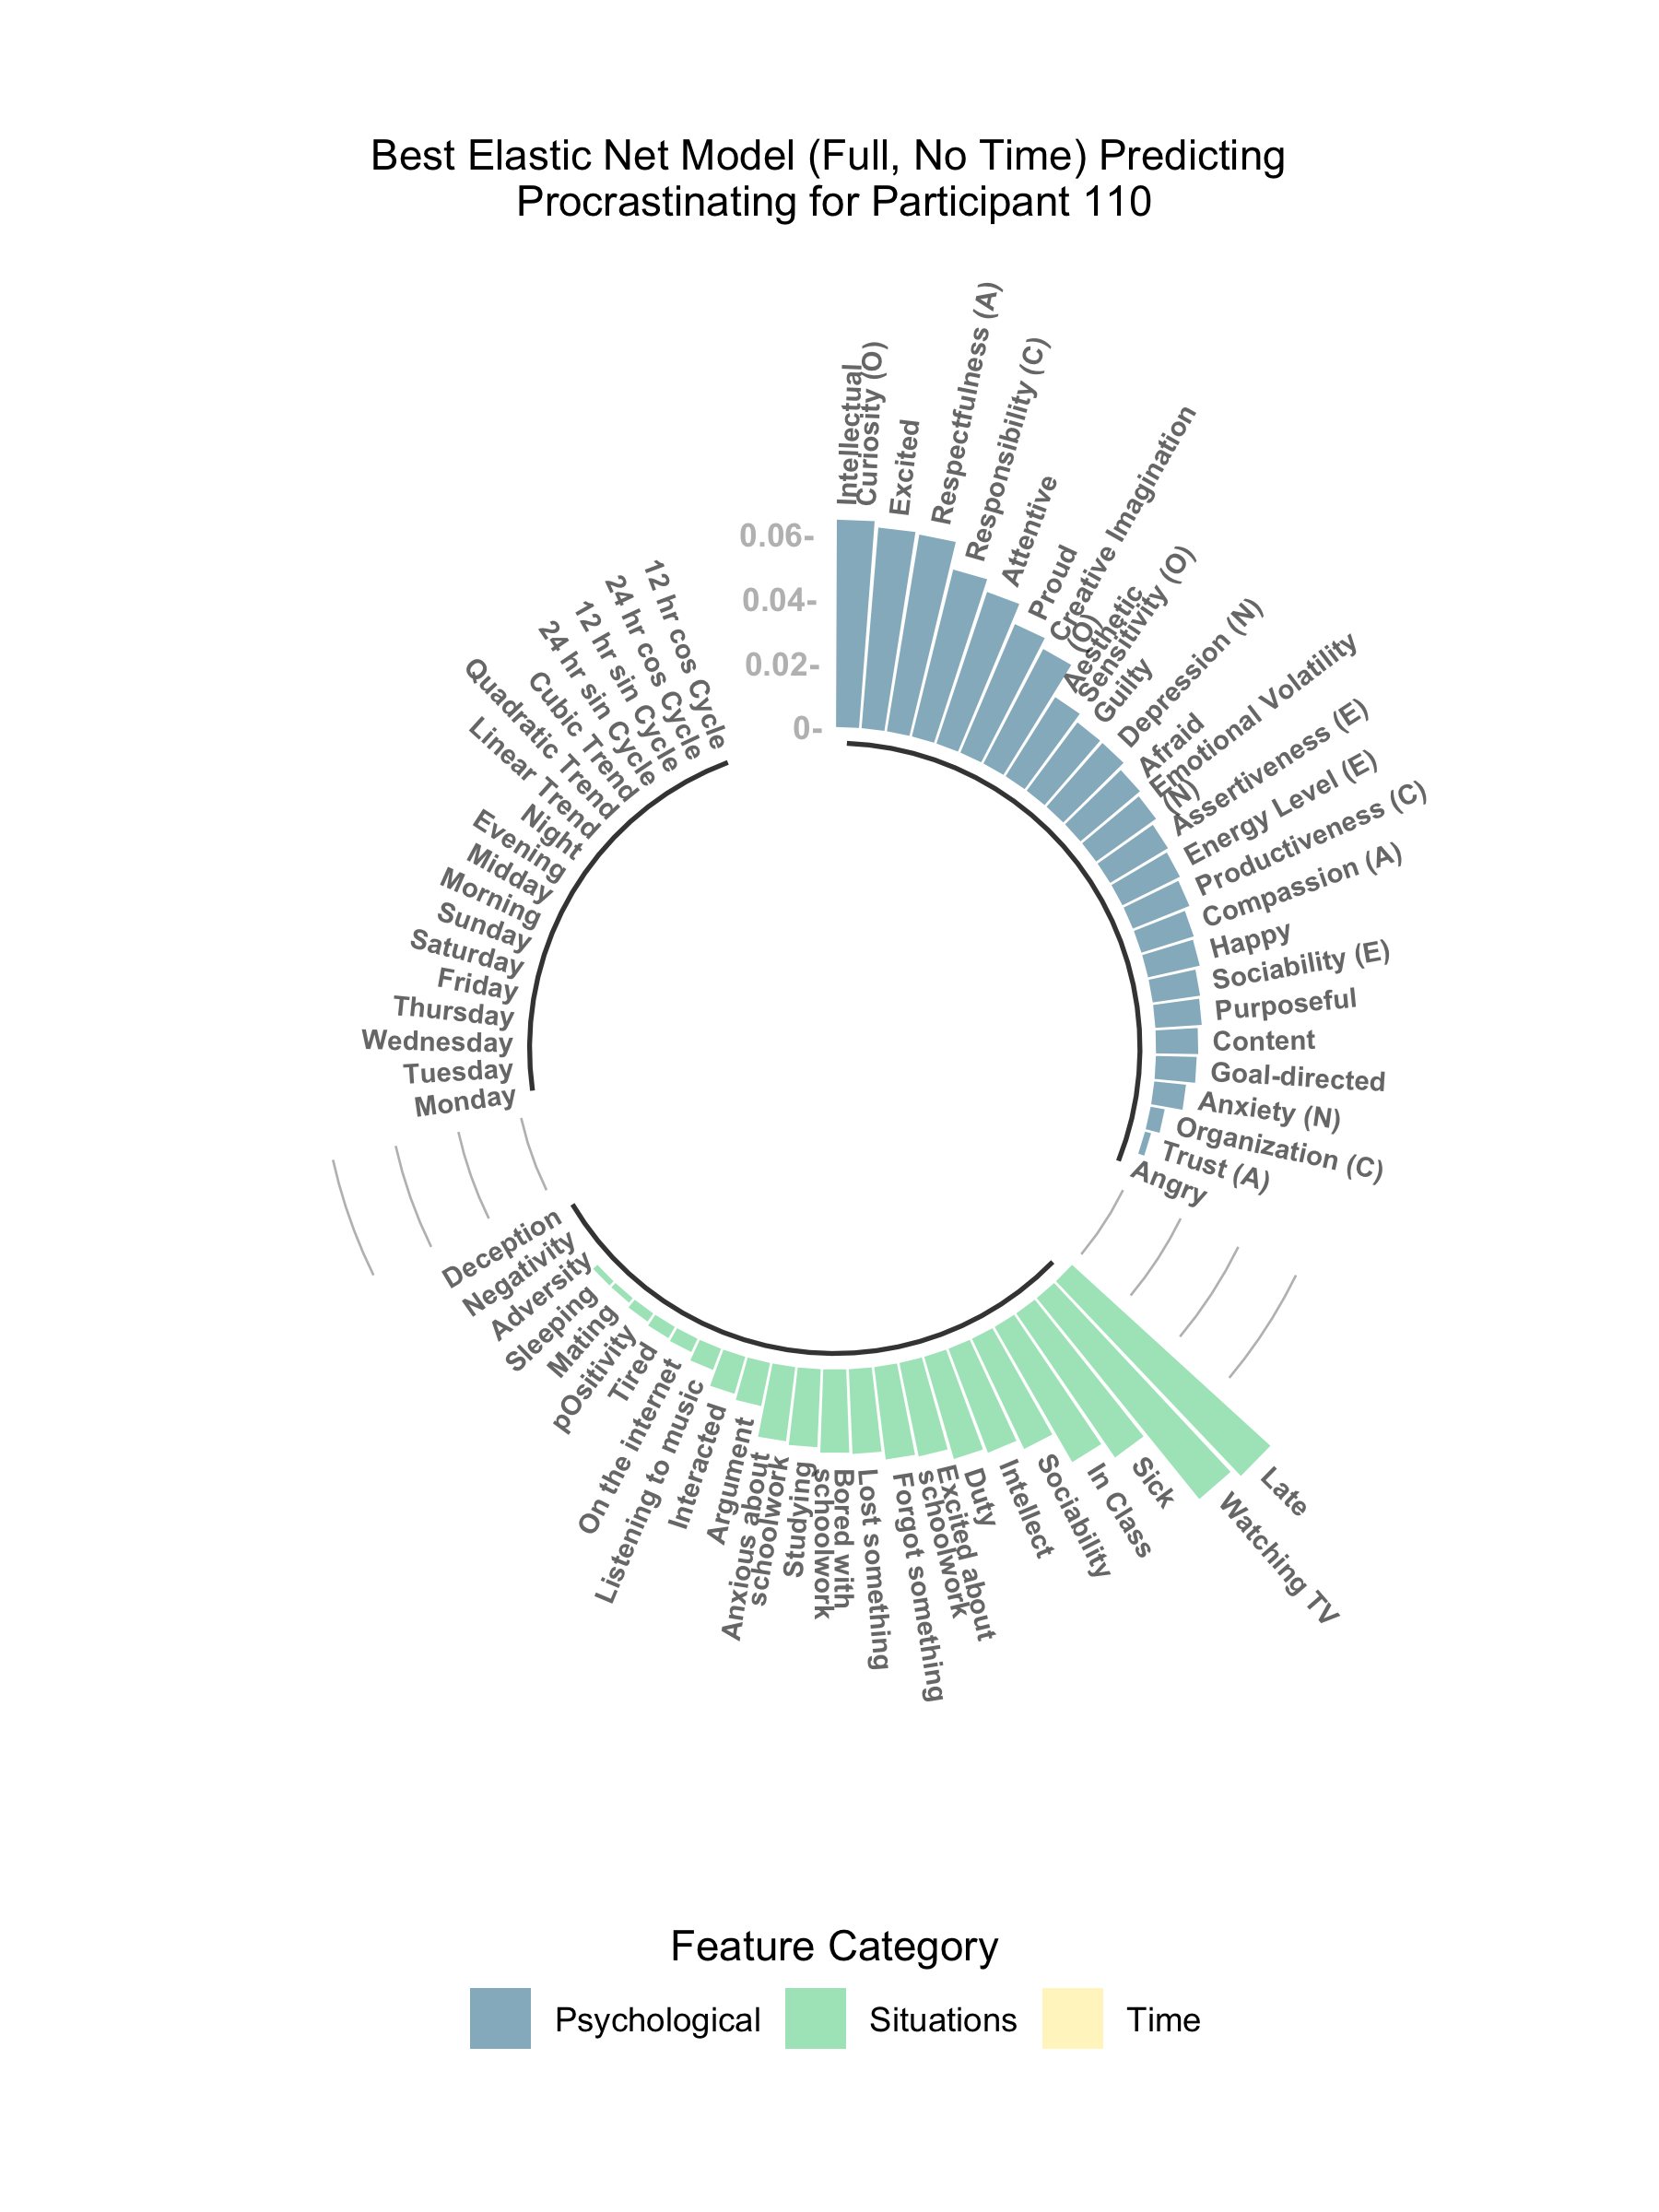 Best Elastic Net Model (Full, No Time) Predicting
Procrastinating for Participant 110
0.06-
0.04-
0.02-
0-
Intellectual
Curiosity (O)
Excited
Respectfulness (A)
Responsibility (C)
Attentive
Proud
Creative Imagination
(O)
Aesthetic
Sensitivity (O)
Guilty
Depression (N)
Afraid
Emotional Volatility
(N)
Assertiveness (E)
Energy Level (E)
Productiveness (C)
Compassion (A)
Happy
Sociability (E)
Purposeful
Content
Goal-directed
Anxiety (N)
Organization (C)
Trust (A)
Angry
Late
Watching TV
Sick
In Class
Sociability
Intellect
Duty
Excited about
schoolwork
Forgot something
Lost something
Bored with
schoolwork
Studying
Anxious about
schoolwork
Argument
Interacted
Listening to music
On the internet
Tired
pOsitivity
Mating
Sleeping
Adversity
Negativity
Deception
Monday
Tuesday
Wednesday
Thursday
Friday
Saturday
Sunday
Morning
Midday
Evening
Night
Linear Trend
Quadratic Trend
Cubic Trend
24 hr sin Cycle
12 hr sin Cycle
24 hr cos Cycle
12 hr cos Cycle
Feature Category
Psychological
Situations
Time